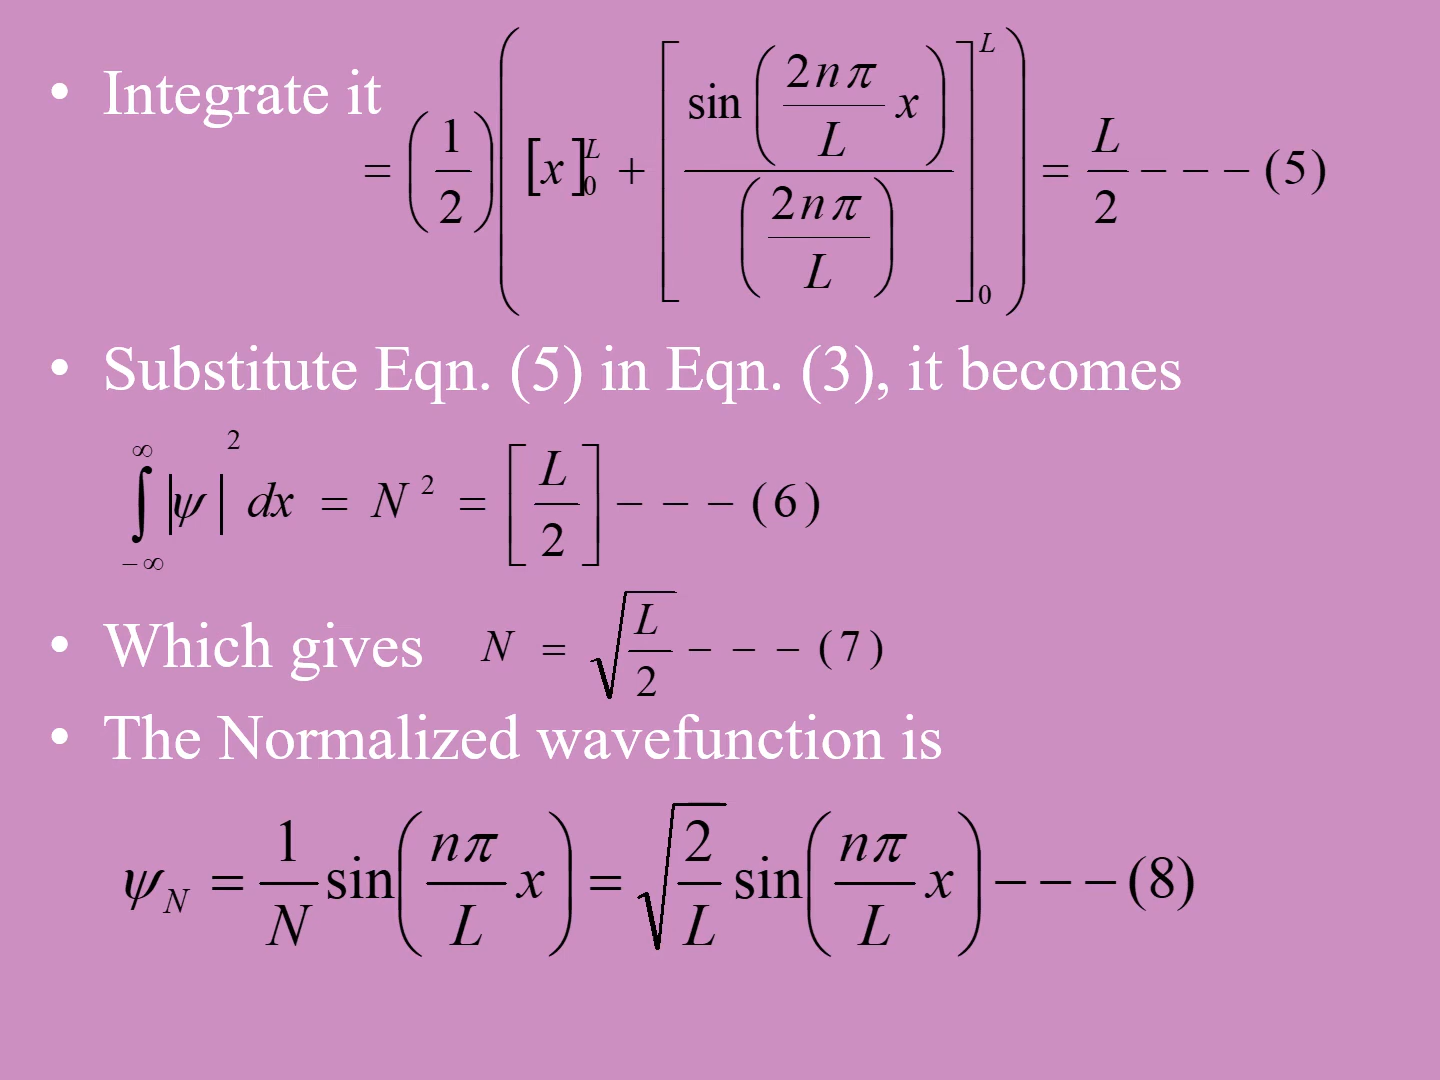 • Integrate it
= (1/2) ( [x]₀ᴸ + [ sin(2nπ/L x) / (2nπ/L) ]₀ᴸ ) = L/2 − − − (5)
• Substitute Eqn. (5) in Eqn. (3), it becomes
∫₋∞^∞ |ψ|² dx = N² = [L/2] − − − (6)
• Which gives N = √(L/2) − − − (7)
• The Normalized wavefunction is
ψ_N = 1/N sin(nπ/L x) = √(2/L) sin(nπ/L x) − − − (8)